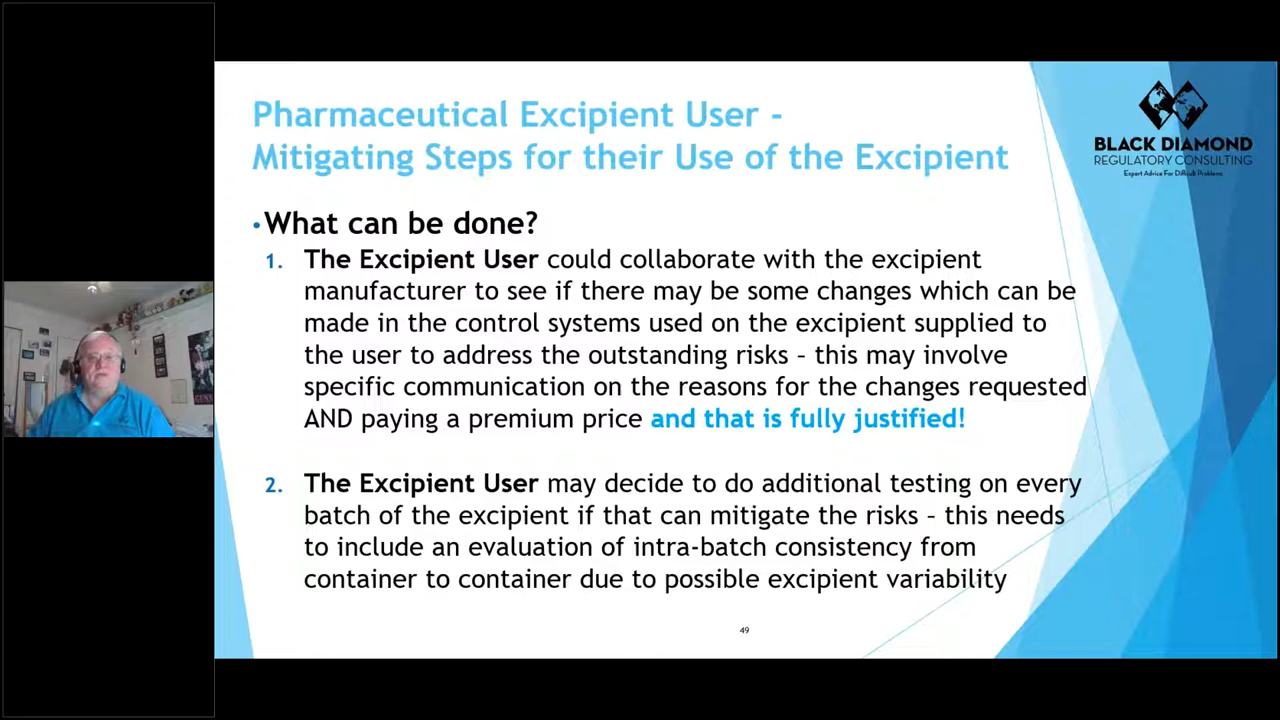 Pharmaceutical Excipient User -
Mitigating Steps for their Use of the Excipient
BLACK DIAMOND
REGULATORY CONSULTING
Expert Advice For Difficult Problems
• What can be done?
1. The Excipient User could collaborate with the excipient
manufacturer to see if there may be some changes which can be
made in the control systems used on the excipient supplied to
the user to address the outstanding risks – this may involve
specific communication on the reasons for the changes requested
AND paying a premium price and that is fully justified!
2. The Excipient User may decide to do additional testing on every
batch of the excipient if that can mitigate the risks – this needs
to include an evaluation of intra-batch consistency from
container to container due to possible excipient variability
49